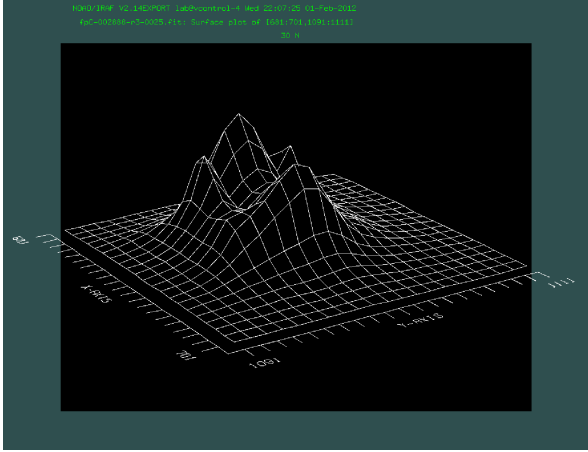 NOAO/IRAF V2.14EXPORT lab@vcontrol-4 Wed 22:07:25 01-Feb-2012
fpC-002888-r3-0025.fit: Surface plot of [681:701,1091:1111]
30 N
681
X-AXIS
701
1091
Y-AXIS
1111